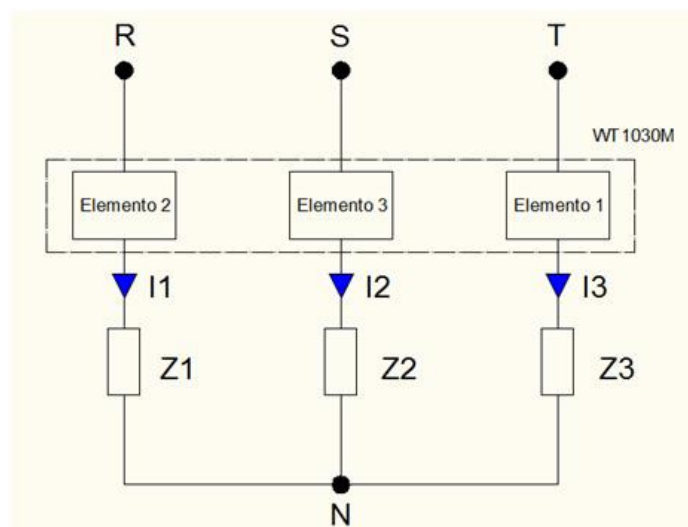 R S T
WT1030M
Elemento 2 Elemento 3 Elemento 1
I1 I2 I3
Z1 Z2 Z3
N